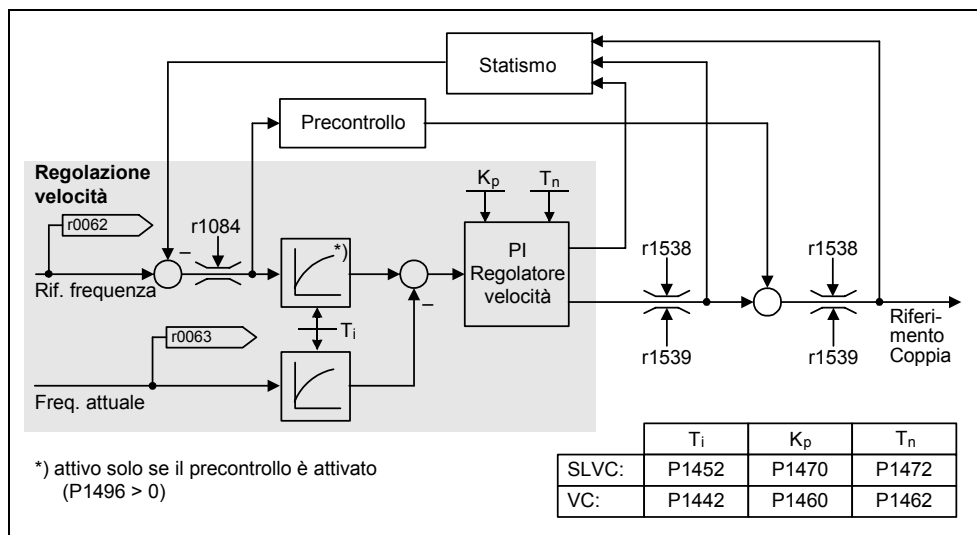 Statismo
Precontrollo
Regolazione
velocità
r0062
r1084
*)
Kp
Tn
PI
Regolatore
velocità
r1538
r1538
–
Rif. frequenza
–
Ti
r0063
r1539
r1539
Riferi-
mento
Coppia
Freq. attuale
*) attivo solo se il precontrollo è attivato
(P1496 > 0)
Ti Kp Tn
SLVC: P1452 P1470 P1472
VC: P1442 P1460 P1462